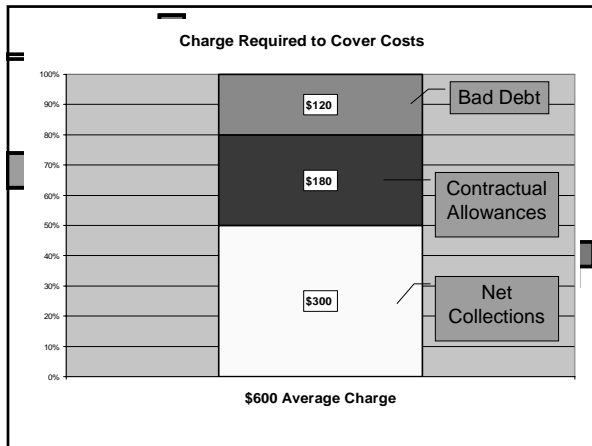 Charge Required to Cover Costs
100%
90%
80%
70%
60%
50%
40%
30%
20%
10%
0%
$120
$180
$300
Bad Debt
Contractual
Allowances
Net
Collections
$600 Average Charge